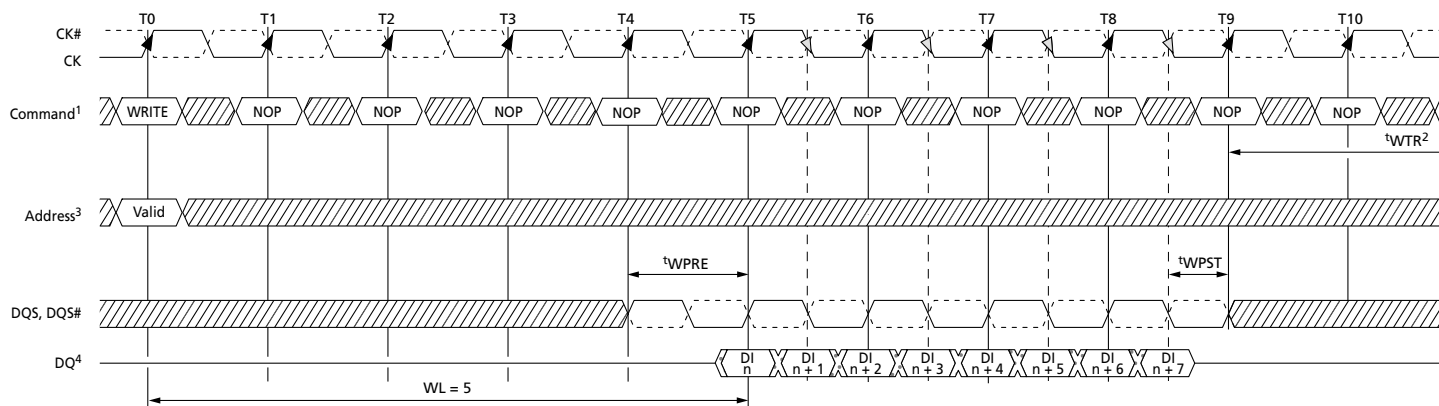 T0 T1 T2 T3 T4 T5 T6 T7 T8 T9 T10
CK#
CK
Command1 WRITE NOP NOP NOP NOP NOP NOP NOP NOP NOP NOP
tWTR2
Address3 Valid
tWPRE tWPST
DQS, DQS#
DQ4 DI n DI n + 1 DI n + 2 DI n + 3 DI n + 4 DI n + 5 DI n + 6 DI n + 7
WL = 5